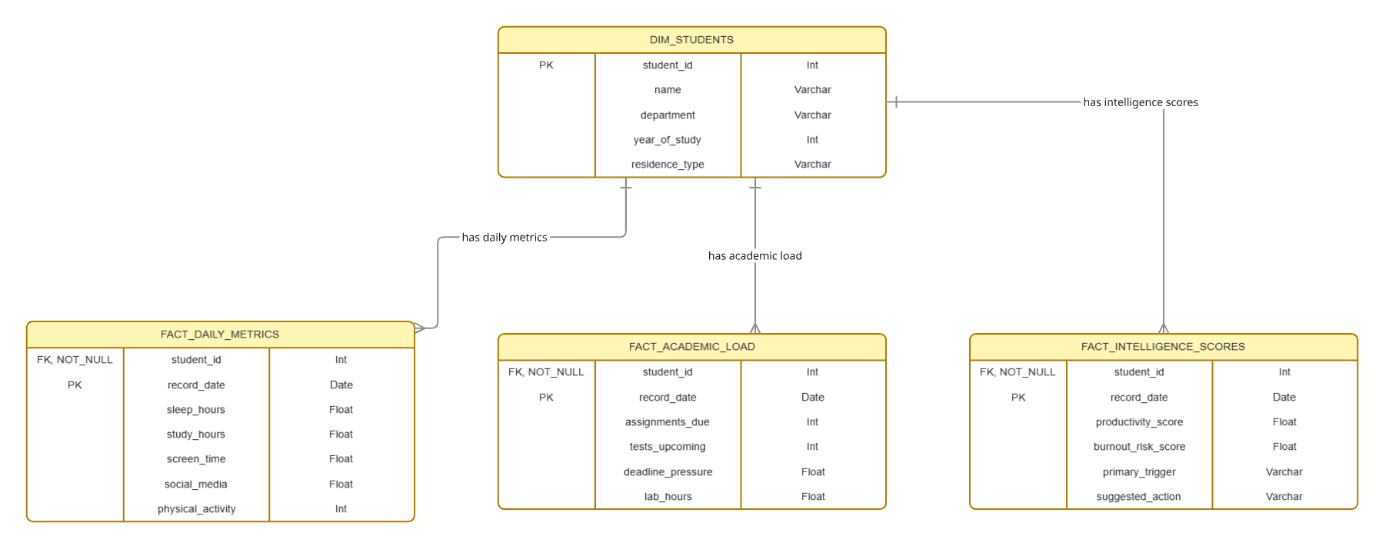 DIM_STUDENTS
PK student_id Int
name Varchar
department Varchar
year_of_study Int
residence_type Varchar
has intelligence scores
has daily metrics
has academic load
FACT_DAILY_METRICS
FK, NOT_NULL student_id Int
PK record_date Date
sleep_hours Float
study_hours Float
screen_time Float
social_media Float
physical_activity Int
FACT_ACADEMIC_LOAD
FK, NOT_NULL student_id Int
PK record_date Date
assignments_due Int
tests_upcoming Int
deadline_pressure Float
lab_hours Float
FACT_INTELLIGENCE_SCORES
FK, NOT_NULL student_id Int
PK record_date Date
productivity_score Float
burnout_risk_score Float
primary_trigger Varchar
suggested_action Varchar